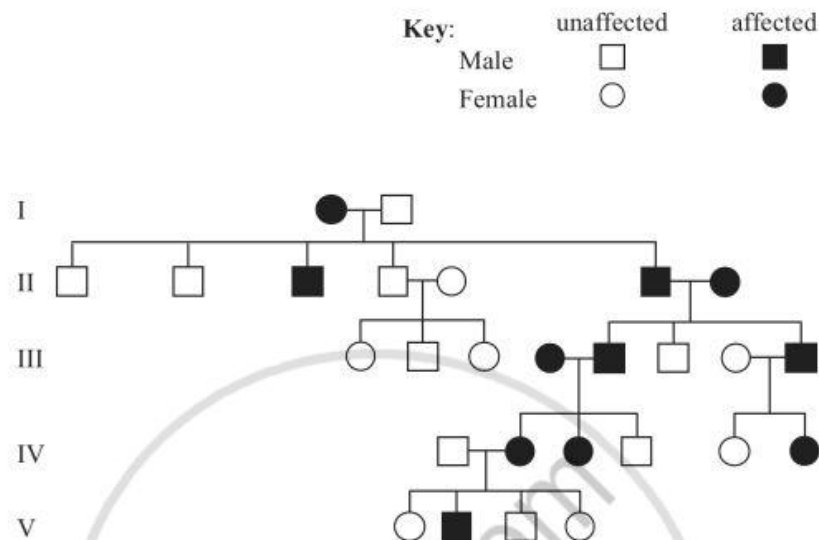 Key: unaffected affected
Male
Female
I
II
III
IV
V